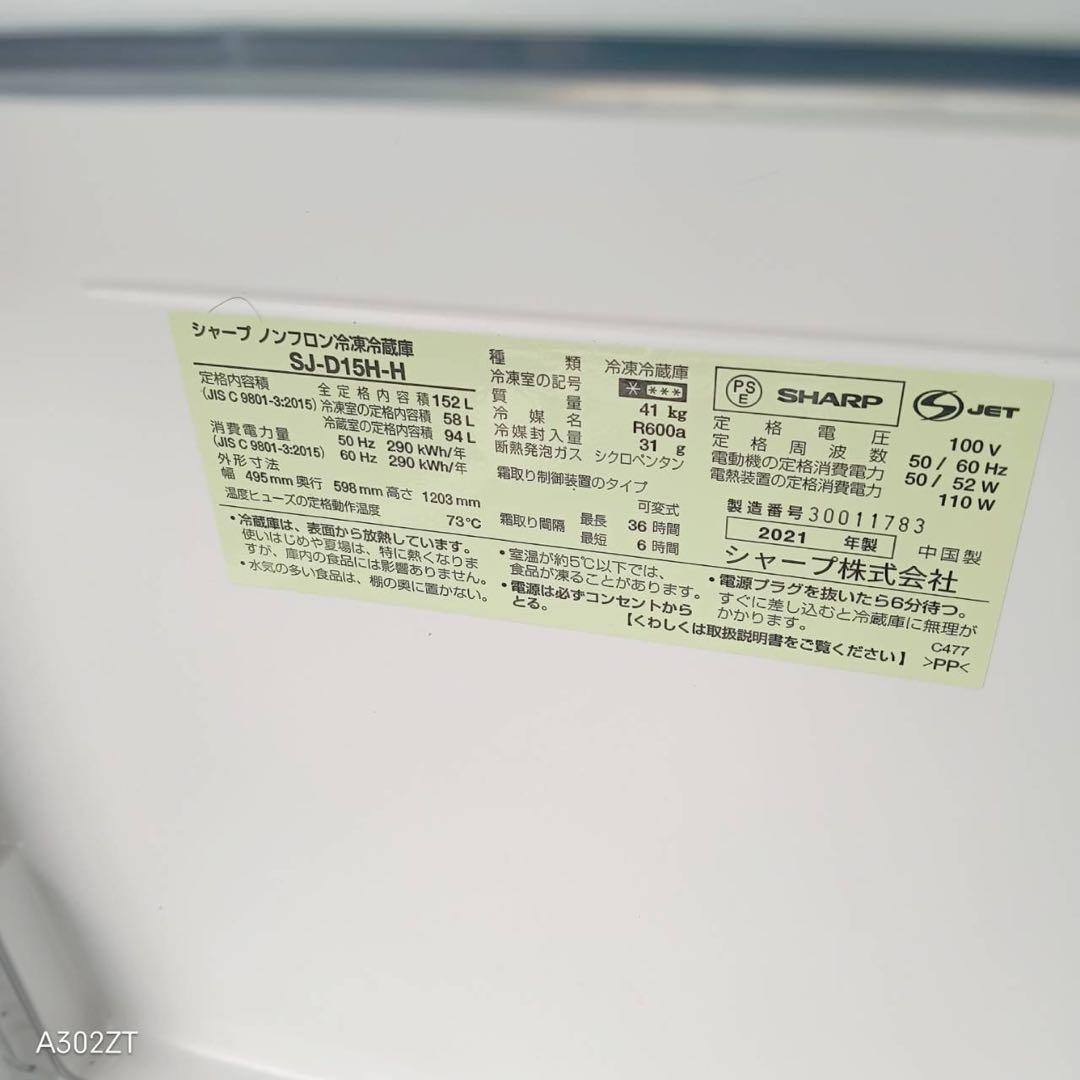 シャープ ノンフロン冷凍冷蔵庫
SJ-D15H-H
定格内容積
(JIS C 9801-3:2015)
全定格内容積 152 L
冷凍室の定格内容積 58 L
冷蔵室の定格内容積 94 L
消費電力量
(JIS C 9801-3:2015)
50 Hz 290 kWh/年
60 Hz 290 kWh/年
外形寸法
幅 495 mm 奥行 598 mm 高さ 1203 mm
温度ヒューズの定格動作温度 73℃
種類 冷凍冷蔵庫
冷凍室の記号 * ***
質量 41 kg
冷媒名 R600a
冷媒封入量 31 g
断熱発泡ガス シクロペンタン
霜取り制御装置のタイプ
可変式
霜取り間隔 最長 36 時間
最短 6 時間
PSE SHARP JET
定格電圧 100 V
定格周波数 50 / 60 Hz
電動機の定格消費電力 50 / 52 W
電熱装置の定格消費電力 110 W
製造番号 30011783
2021 年製 中国製
シャープ株式会社
・冷蔵庫は、表面から放熱しています。
使いはじめや夏場は、特に熱くなりま
すが、庫内の食品には影響ありません。
・水気の多い食品は、棚の奥に置かない。
・室温が約5℃以下では、
食品が凍ることがあります。
・電源は必ずコンセントから
とる。
・電源プラグを抜いたら6分待つ。
すぐに差し込むと冷蔵庫に無理が
かかります。
【くわしくは取扱説明書をご覧ください】
C477
>PP<
A302ZT